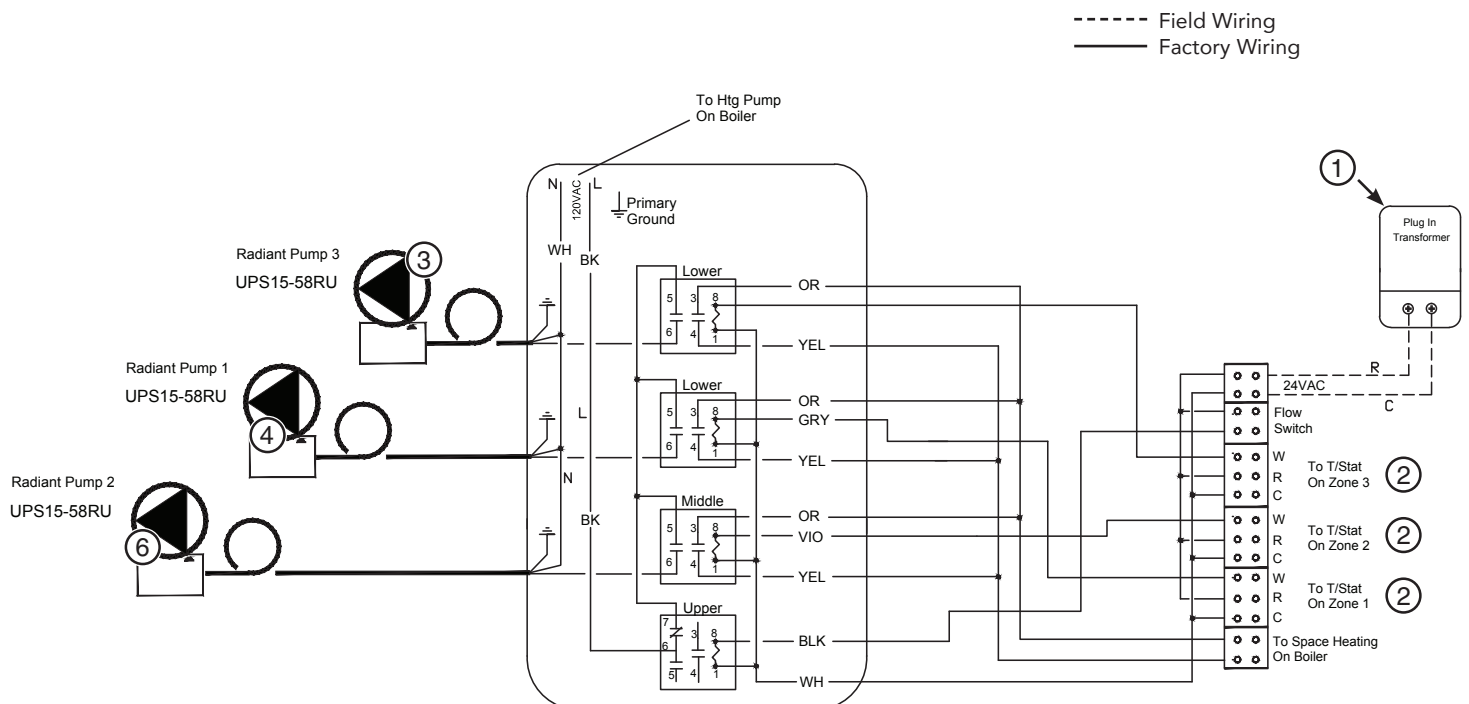 Field Wiring
Factory Wiring
To Htg Pump
On Boiler
1
Plug In
Transformer
N
120VAC
L
Primary
Ground
WH
BK
Radiant Pump 3
UPS15-58RU
3
Lower
5
3
8
6
4
1
OR
YEL
R
24VAC
C
Radiant Pump 1
UPS15-58RU
4
L
N
Lower
5
3
8
6
4
1
OR
GRY
YEL
Flow
Switch
W
R
C
To T/Stat
On Zone 3
2
Radiant Pump 2
UPS15-58RU
6
BK
Middle
5
3
8
6
4
1
OR
VIO
YEL
W
R
C
To T/Stat
On Zone 2
2
W
R
C
To T/Stat
On Zone 1
2
Upper
7
3
8
6
5
4
1
BLK
WH
To Space Heating
On Boiler